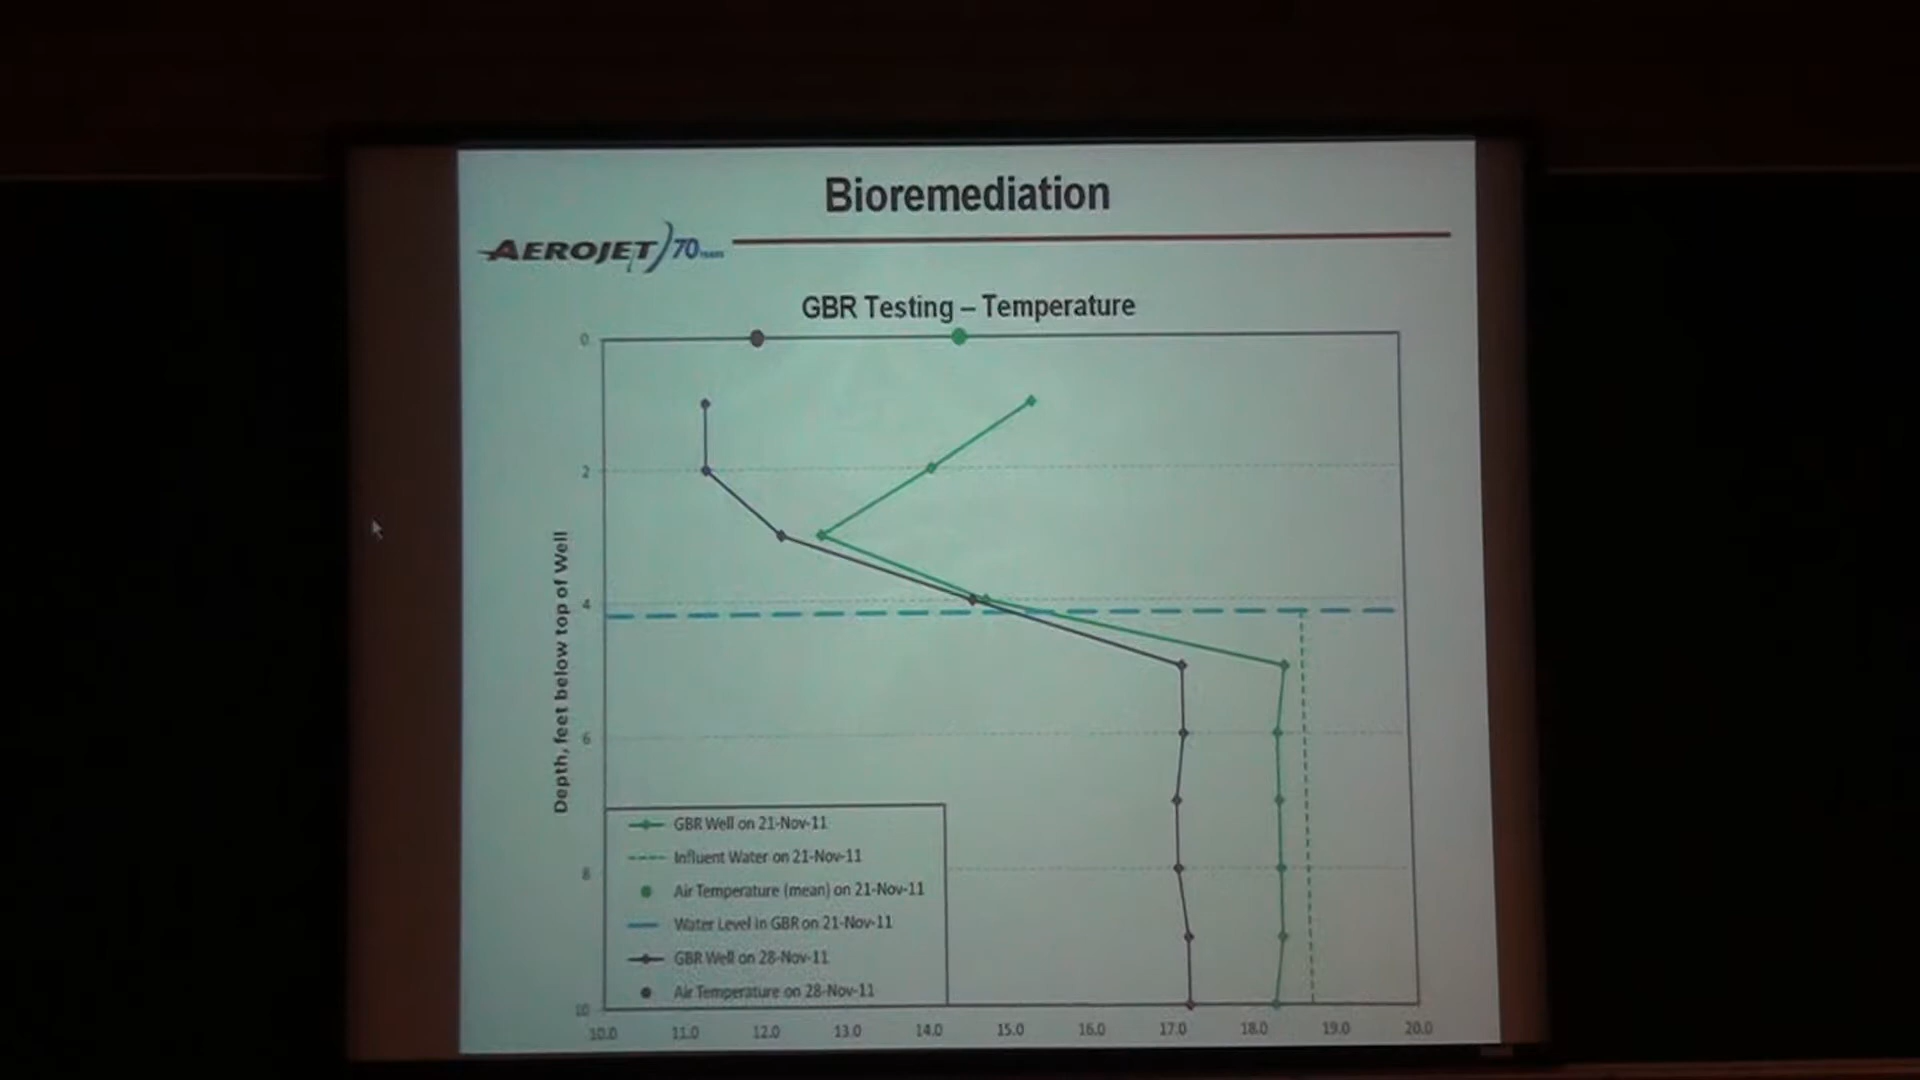 Bioremediation
AEROJET 70 YEARS
GBR Testing – Temperature
0
2
4
6
8
10
Depth, feet below top of Well
GBR Well on 21-Nov-11
Influent Water on 21-Nov-11
Air Temperature (mean) on 21-Nov-11
Water Level in GBR on 21-Nov-11
GBR Well on 28-Nov-11
Air Temperature on 28-Nov-11
10.0 11.0 12.0 13.0 14.0 15.0 16.0 17.0 18.0 19.0 20.0